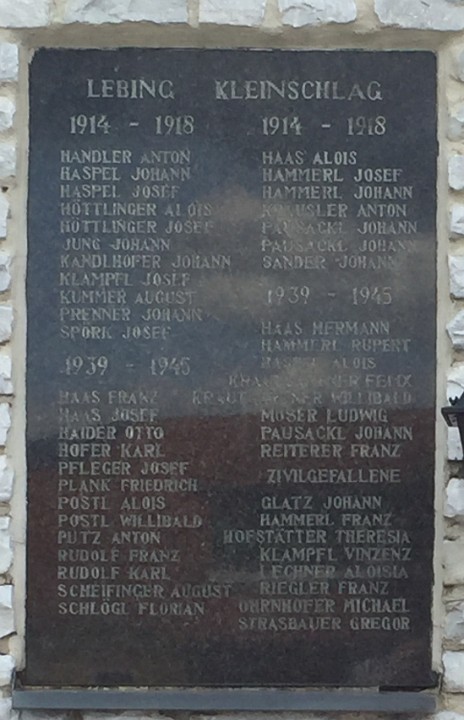 LEBING
1914 - 1918
HANDLER ANTON
HASPEL JOHANN
HASPEL JOSEF
HÖTTLINGER ALOIS
HÖTTLINGER JOSEF
JUNG JOHANN
KANDLHOFER JOHANN
KLAMPFL JOSEF
KUMMER AUGUST
PRENNER JOHANN
SPORK JOSEF
1939 - 1945
HAAS FRANZ
HAAS JOSEF
HAIDER OTTO
HOFER KARL
PFLEGER JOSEF
PLANK FRIEDRICH
POSTL ALOIS
POSTL WILLIBALD
PUTZ ANTON
RUDOLF FRANZ
RUDOLF KARL
SCHEIFINGER AUGUST
SCHLÖGL FLORIAN
KLEINSCHLAG
1914 - 1918
HAAS ALOIS
HAMMERL JOSEF
HAMMERL JOHANN
ANTON
PAUSACKL JOHANN
PAUSACKL JOHANN
SANDER JOHANN
1939 - 1945
HAAS HERMANN
HAMMERL RUPERT
ALOIS
FELIX
WILLIBALD
MOSER LUDWIG
PAUSACKL JOHANN
REITERER FRANZ
ZIVILGEFALLENE
GLATZ JOHANN
HAMMERL FRANZ
HOFSTÄTTER THERESIA
KLAMPFL VINZENZ
LECHNER ALOISIA
RIEGLER FRANZ
OHRNHOFER MICHAEL
STRASBAUER GREGOR